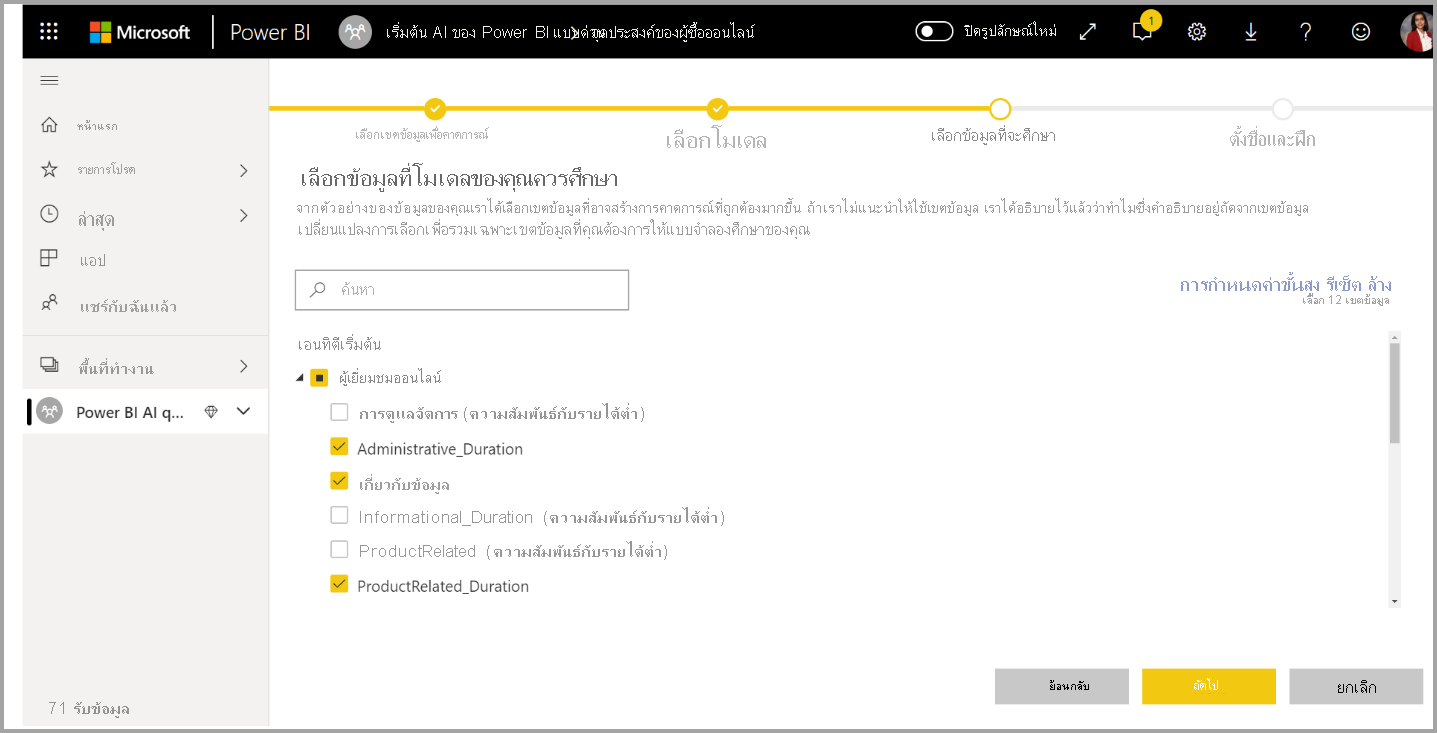 Microsoft Power BI เริ่มต้น AI ของ Power BI แบบด่วน จุดประสงค์ของผู้ซื้อออนไลน์ ปิดรูปลักษณ์ใหม่ 1
หน้าแรก
รายการโปรด
ล่าสุด
แอป
แชร์กับฉันแล้ว
พื้นที่ทำงาน
Power BI AI q...
71 รับข้อมูล
เลือกเขตข้อมูลเพื่อคาดการณ์
เลือกโมเดล
เลือกข้อมูลที่จะศึกษา
ตั้งชื่อและฝึก
เลือกข้อมูลที่โมเดลของคุณควรศึกษา
จากตัวอย่างของข้อมูลของคุณเราได้เลือกเขตข้อมูลที่อาจสร้างการคาดการณ์ที่ถูกต้องมากขึ้น ถ้าเราไม่แนะนำให้ใช้เขตข้อมูล เราได้อธิบายไว้แล้วว่าทำไมซึ่งคำอธิบายอยู่ถัดจากเขตข้อมูล
เปลี่ยนแปลงการเลือกเพื่อรวมเฉพาะเขตข้อมูลที่คุณต้องการให้แบบจำลองศึกษาของคุณ
ค้นหา
การกำหนดค่าขั้นสูง รีเซ็ต ล้าง
เลือก 12 เขตข้อมูล
เอนทิตีเริ่มต้น
ผู้เยี่ยมชมออนไลน์
การดูแลจัดการ (ความสัมพันธ์กับรายได้ต่ำ)
Administrative_Duration
เกี่ยวกับข้อมูล
Informational_Duration (ความสัมพันธ์กับรายได้ต่ำ)
ProductRelated (ความสัมพันธ์กับรายได้ต่ำ)
ProductRelated_Duration
ย้อนกลับ
ถัดไป
ยกเลิก